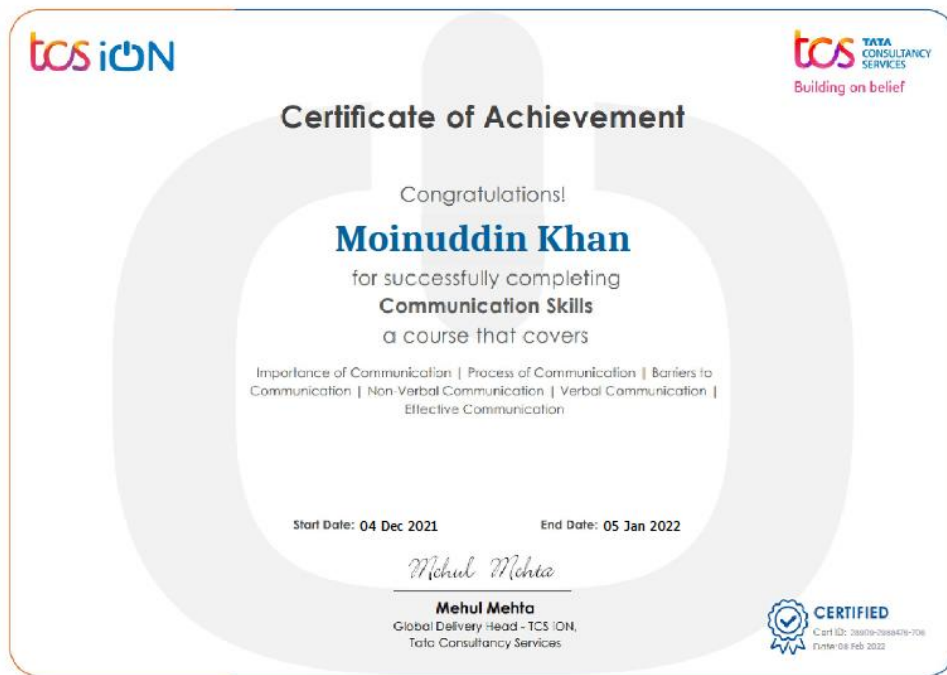 tcs iON
tcs TATA
CONSULTANCY
SERVICES
Building on belief
Certificate of Achievement
Congratulations!
Moinuddin Khan
for successfully completing
Communication Skills
a course that covers
Importance of Communication | Process of Communication | Barriers to
Communication | Non-Verbal Communication | Verbal Communication |
Effective Communication
Start Date: 04 Dec 2021 End Date: 05 Jan 2022
Mehul Mehta
Mehul Mehta
Global Delivery Head - TCS iON,
Tata Consultancy Services
CERTIFIED
Cert ID:
Date: 08 Feb 2022